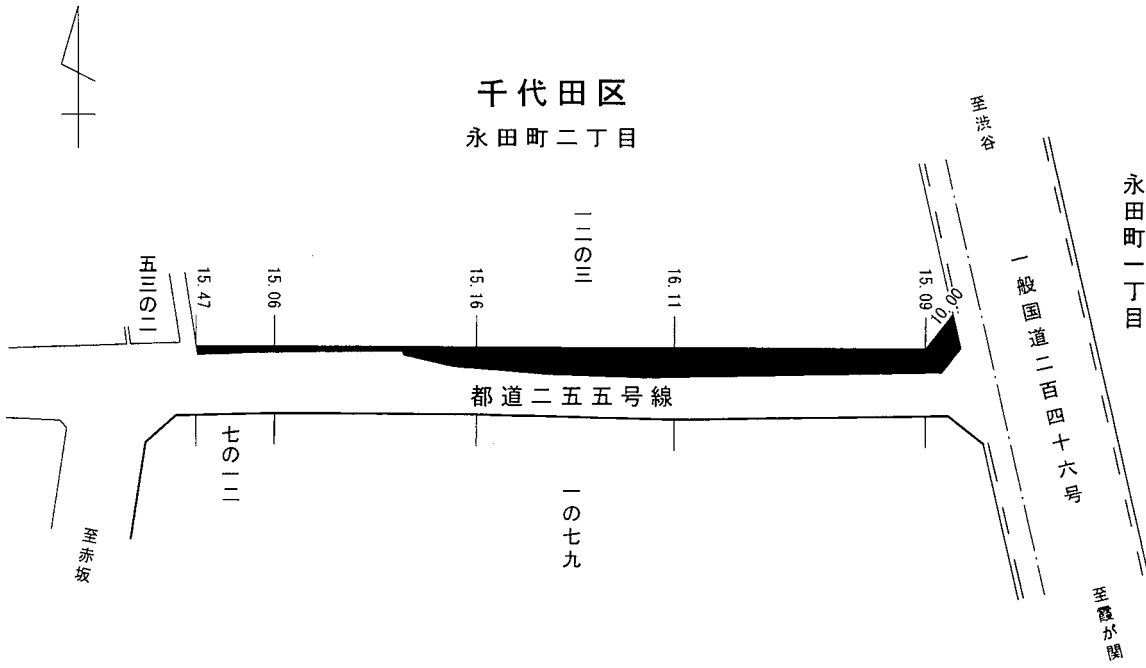 千代田区
永田町二丁目
至渋谷
永田町一丁目
一二の三
五三の二
15.47
15.06
15.16
16.11
15.09
10.00
一般国道二百四十六号
都道二五五号線
七の一二
一の七九
至赤坂
至霞が関